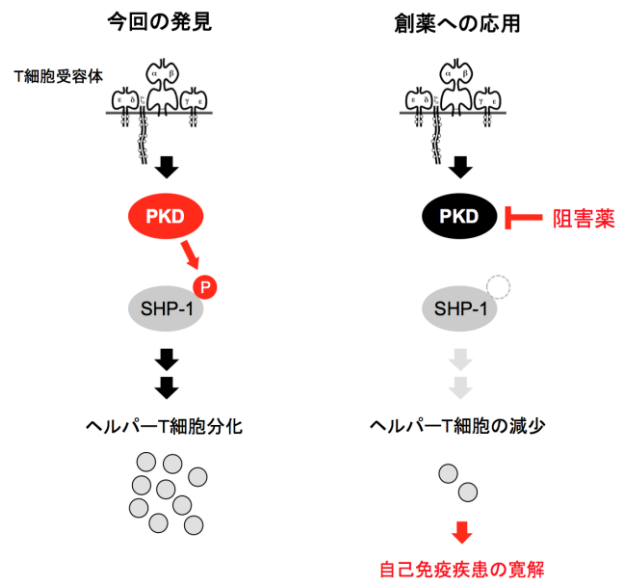 今回の発見
創薬への応用
T細胞受容体
α β
ε δ ζ γ ε
α β
ε δ ζ γ ε
PKD
PKD
阻害薬
P
SHP-1
SHP-1
ヘルパーT細胞分化
ヘルパーT細胞の減少
自己免疫疾患の寛解